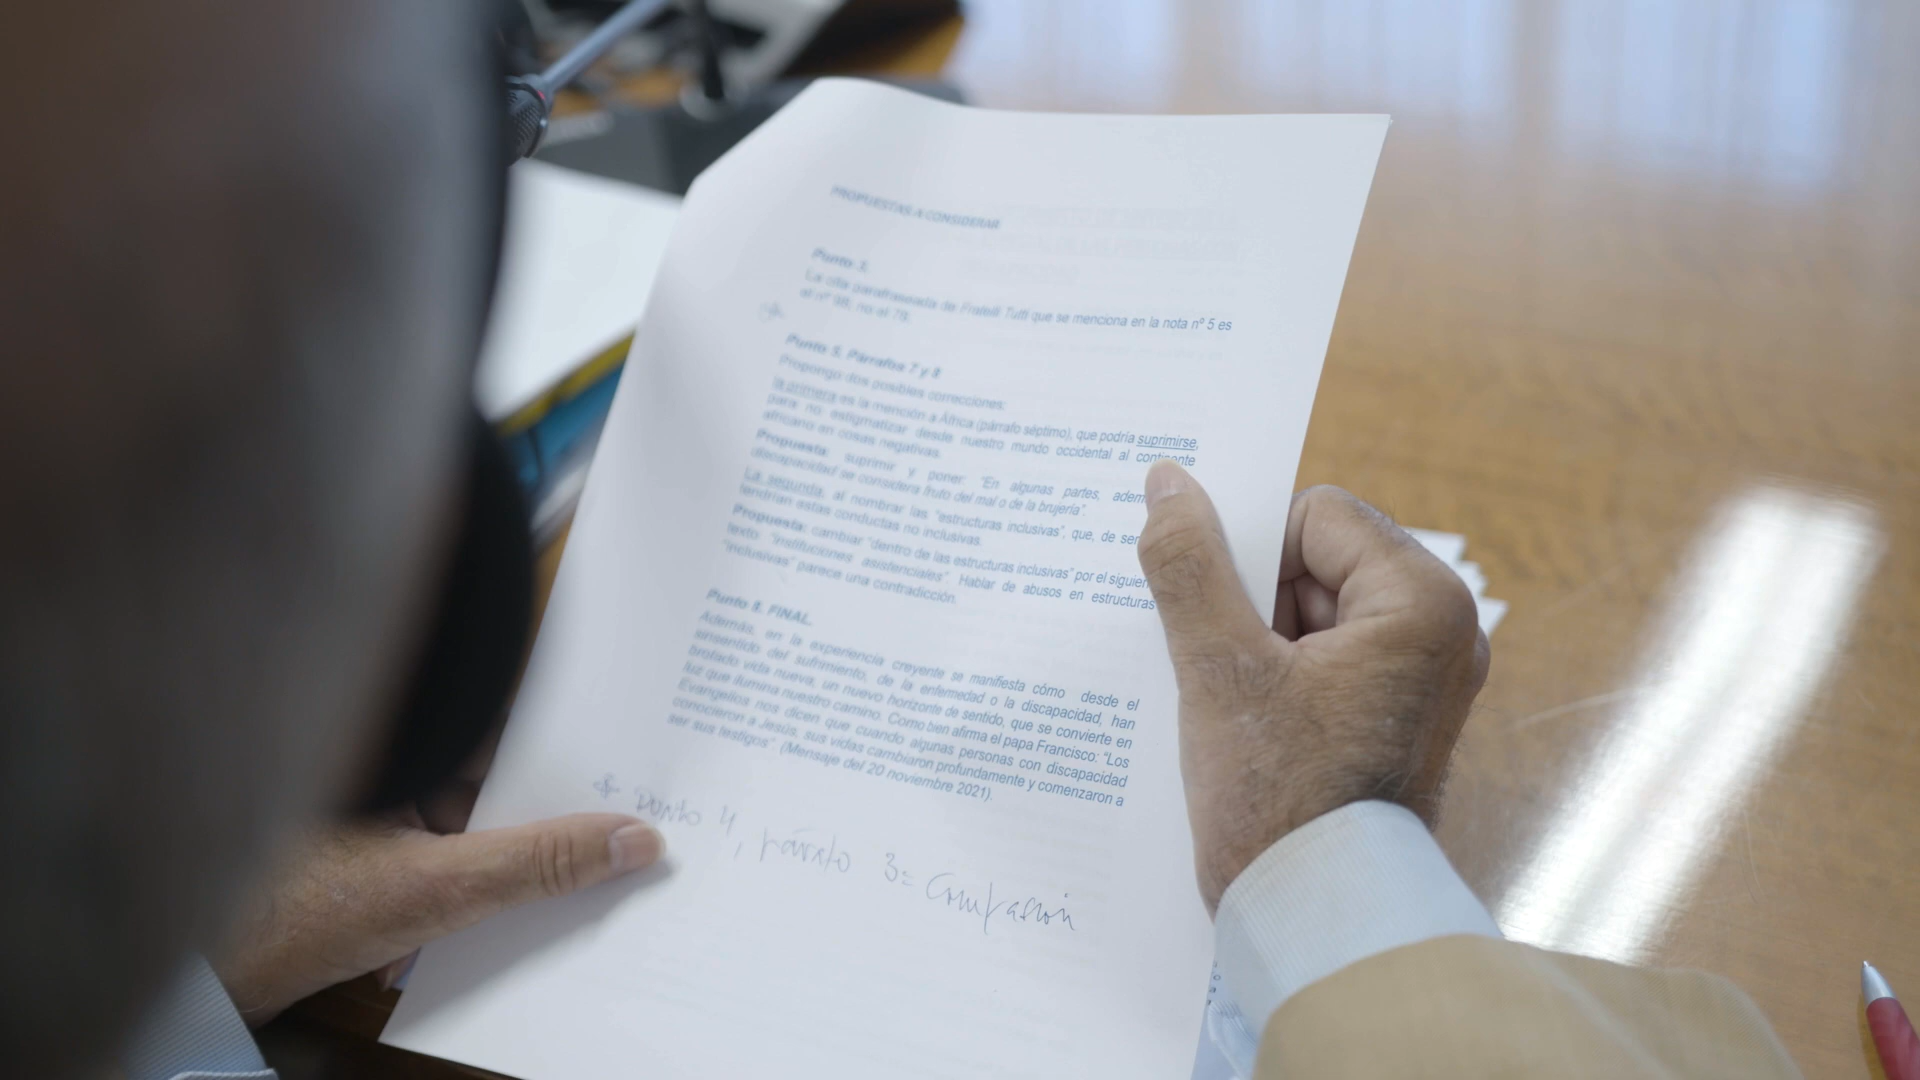 PROPUESTAS A CONSIDERAR
Punto 3.
La cita parafraseada de Fratelli Tutti que se menciona en la nota nº 5 es
el nº 98, no el 79.
Punto 5. Párrafos 7 y 8
Propongo dos posibles correcciones:
la primera es la mención a África (párrafo séptimo), que podría suprimirse,
para no estigmatizar desde nuestro mundo occidental al continente
africano en cosas negativas.
Propuesta: suprimir y poner: "En algunas partes, adem
discapacidad se considera fruto del mal o de la brujería".
La segunda, al nombrar las "estructuras inclusivas", que, de ser
tendrían estas conductas no inclusivas.
Propuesta: cambiar "dentro de las estructuras inclusivas" por el siguien
texto: "instituciones asistenciales". Hablar de abusos en estructuras
"inclusivas" parece una contradicción.
Punto 8. FINAL.
Además, en la experiencia creyente se manifiesta cómo desde el
sinsentido del sufrimiento, de la enfermedad o la discapacidad, han
brotado vida nueva, un nuevo horizonte de sentido, que se convierte en
luz que ilumina nuestro camino. Como bien afirma el papa Francisco: "Los
Evangelios nos dicen que cuando algunas personas con discapacidad
conocieron a Jesús, sus vidas cambiaron profundamente y comenzaron a
ser sus testigos". (Mensaje del 20 noviembre 2021).
Punto 4, párrafo 3= Compasión